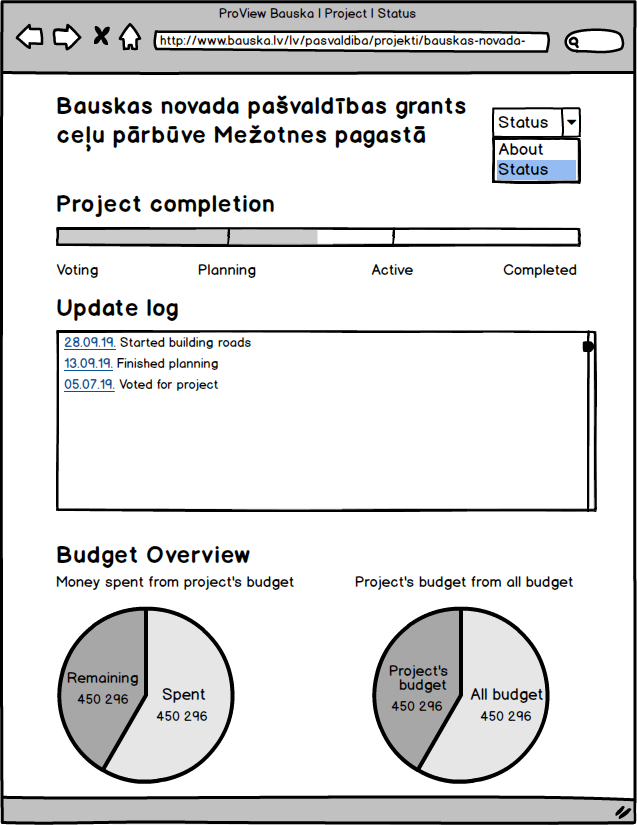 ProView Bauska | Project | Status
http://www.bauska.lv/lv/pasvaldiba/projekti/bauskas-novada-
Bauskas novada pašvaldības grants
ceļu pārbūve Mežotnes pagastā
Status
About
Status
Project completion
Voting Planning Active Completed
Update log
28.09.19. Started building roads
13.09.19. Finished planning
05.07.19. Voted for project
Budget Overview
Money spent from project's budget
Project's budget from all budget
Remaining
450 296
Spent
450 296
Project's
budget
450 296
All budget
450 296